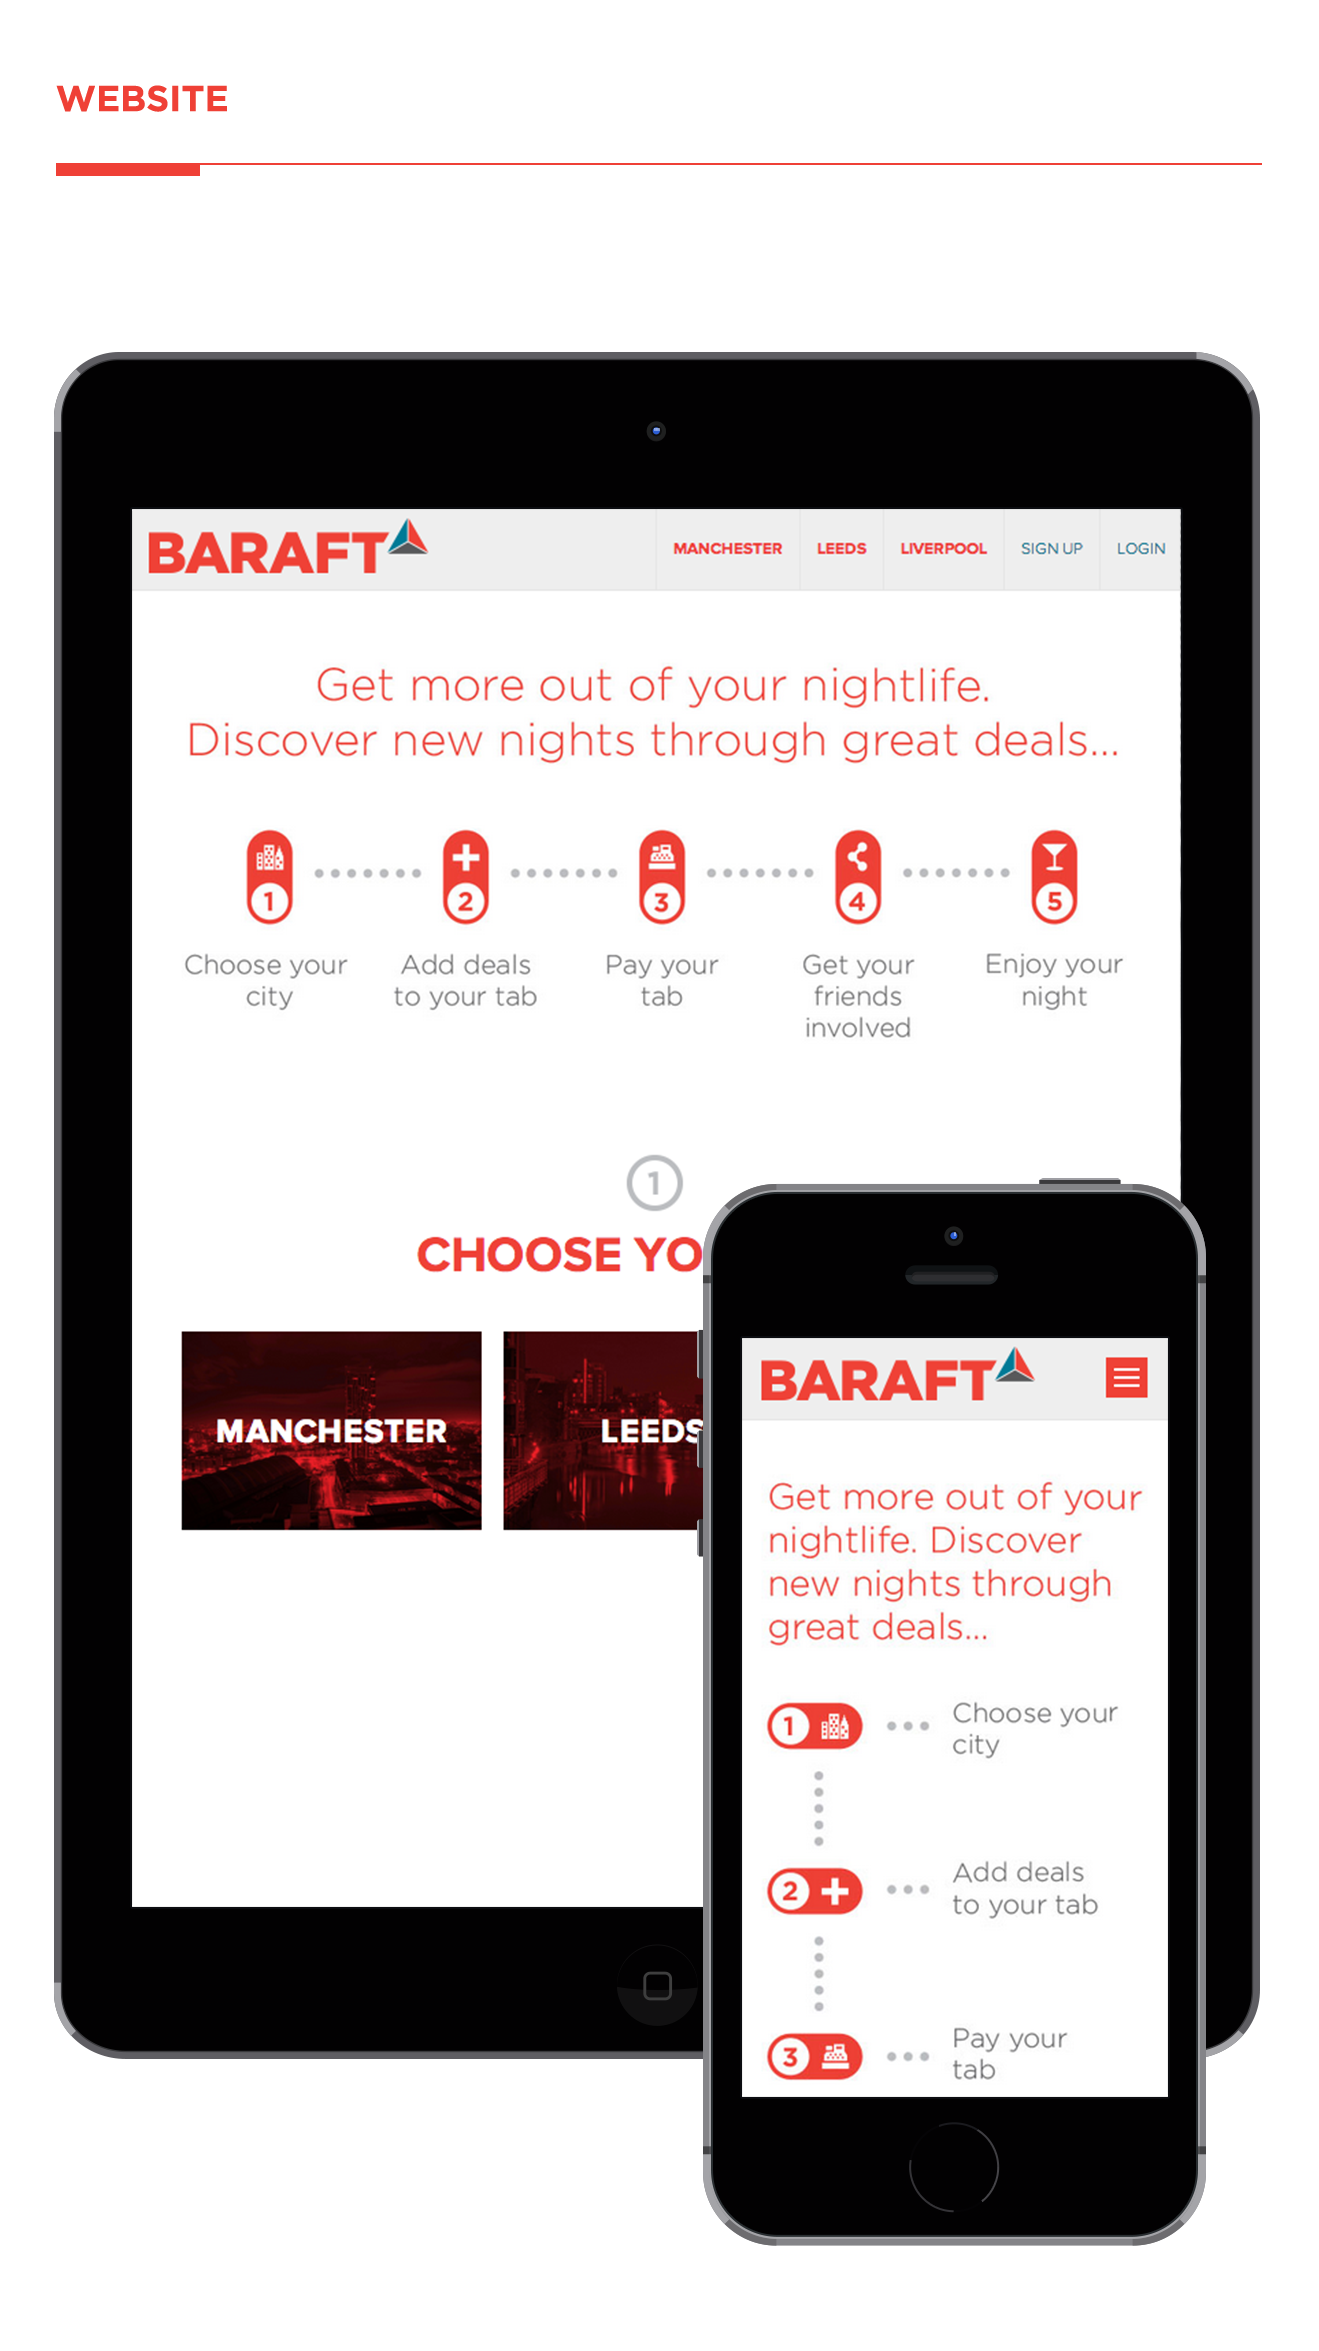 WEBSITE
BARAFT
MANCHESTER LEEDS LIVERPOOL SIGN UP LOGIN
Get more out of your nightlife.
Discover new nights through great deals...
1 2 3 4 5
Choose your city
Add deals to your tab
Pay your tab
Get your friends involved
Enjoy your night
1
CHOOSE YO
MANCHESTER
LEEDS
BARAFT
Get more out of your
nightlife. Discover
new nights through
great deals...
1
Choose your
city
2
Add deals
to your tab
3
Pay your
tab